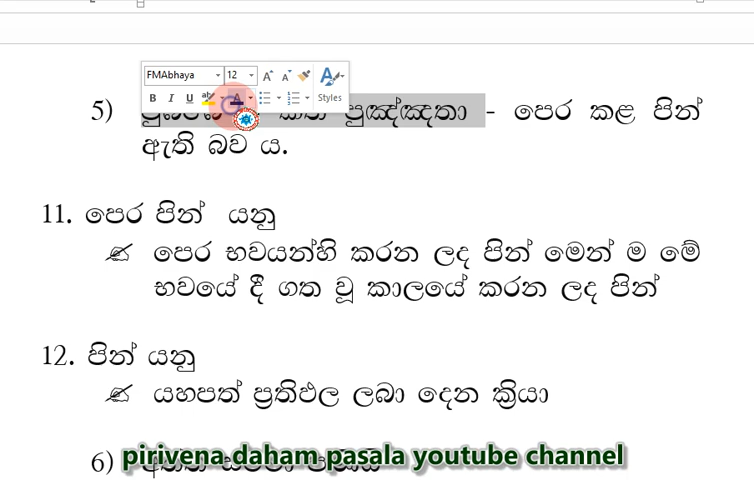 FMAbhaya 12
B I U Styles
5) පුඤ්ඤතා - පෙර කළ පින්
ඇති බව ය.
11. පෙර පින් යනු
පෙර භවයන්හි කරන ලද පින් මෙන් ම මේ
භවයේ දී ගත වූ කාලයේ කරන ලද පින්
12. පින් යනු
යහපත් ප්‍රතිඵල ලබා දෙන ක්‍රියා
6)
pirivena daham pasala youtube channel